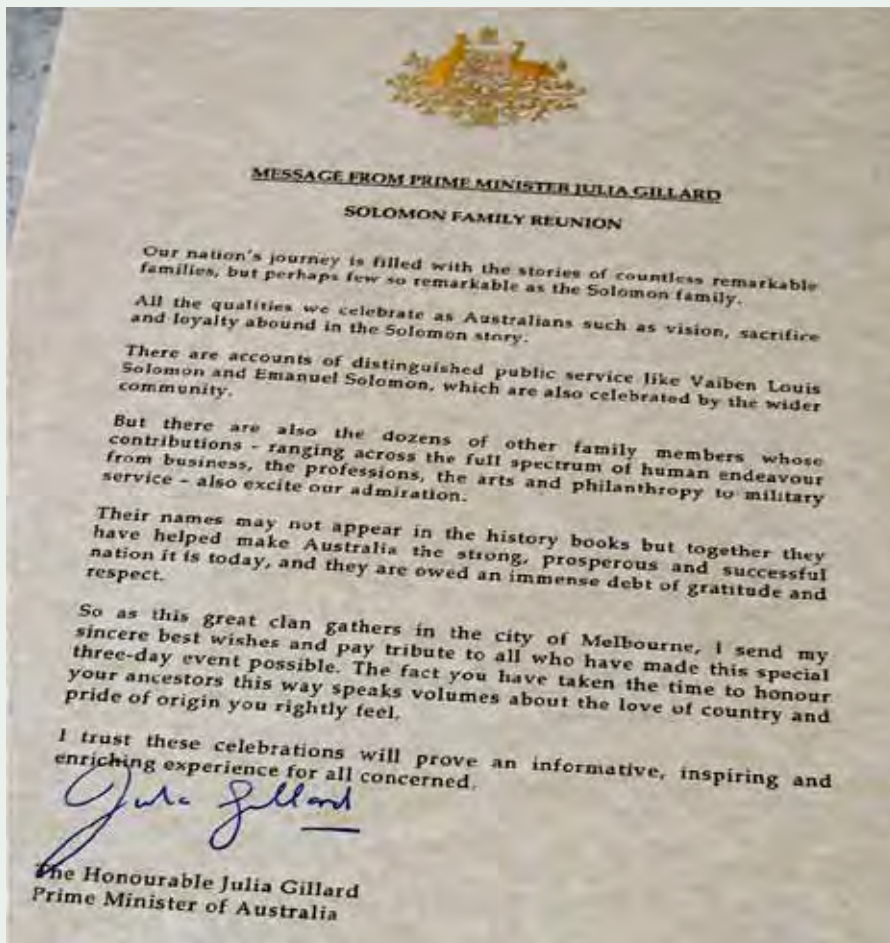 MESSAGE FROM PRIME MINISTER JULIA GILLARD
SOLOMON FAMILY REUNION
Our nation's journey is filled with the stories of countless remarkable
families, but perhaps few so remarkable as the Solomon family.
All the qualities we celebrate as Australians such as vision, sacrifice
and loyalty abound in the Solomon story.
There are accounts of distinguished public service like Vaiben Louis
Solomon and Emanuel Solomon, which are also celebrated by the wider
community.
But there are also the dozens of other family members whose
contributions - ranging across the full spectrum of human endeavour
from business, the professions, the arts and philanthropy to military
service - also excite our admiration.
Their names may not appear in the history books but together they
have helped make Australia the strong, prosperous and successful
nation it is today, and they are owed an immense debt of gratitude and
respect.
So as this great clan gathers in the city of Melbourne, I send my
sincere best wishes and pay tribute to all who have made this special
three-day event possible. The fact you have taken the time to honour
your ancestors this way speaks volumes about the love of country and
pride of origin you rightly feel.
I trust these celebrations will prove an informative, inspiring and
enriching experience for all concerned.
Julia Gillard
The Honourable Julia Gillard
Prime Minister of Australia